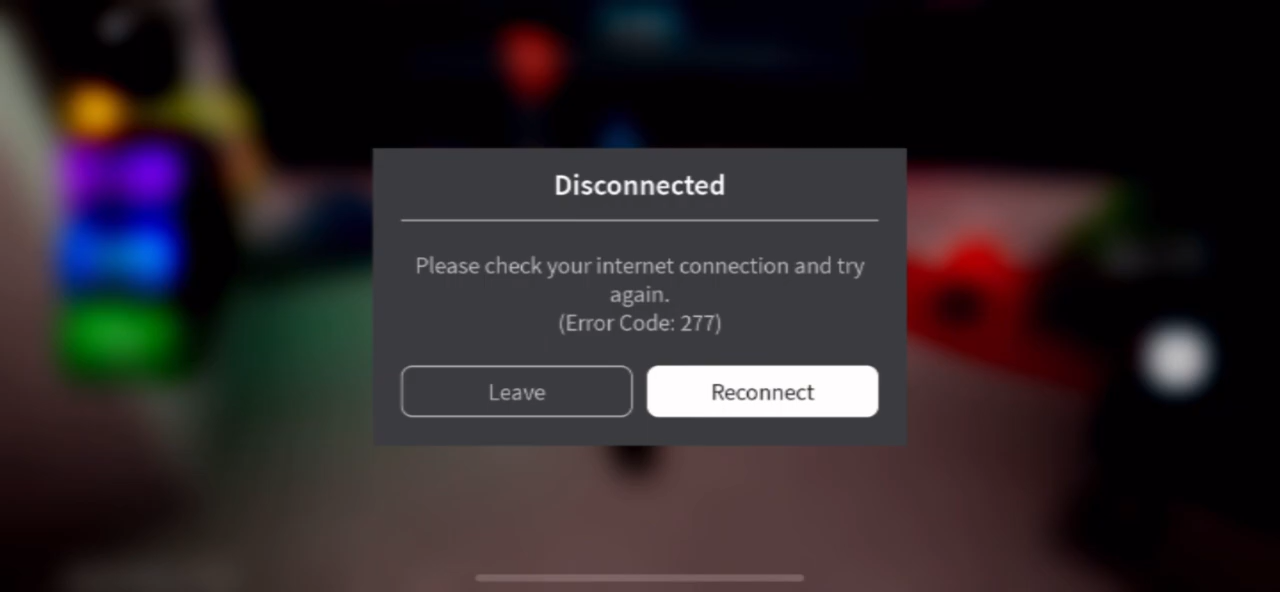 Disconnected
Please check your internet connection and try
again.
(Error Code: 277)
Leave
Reconnect